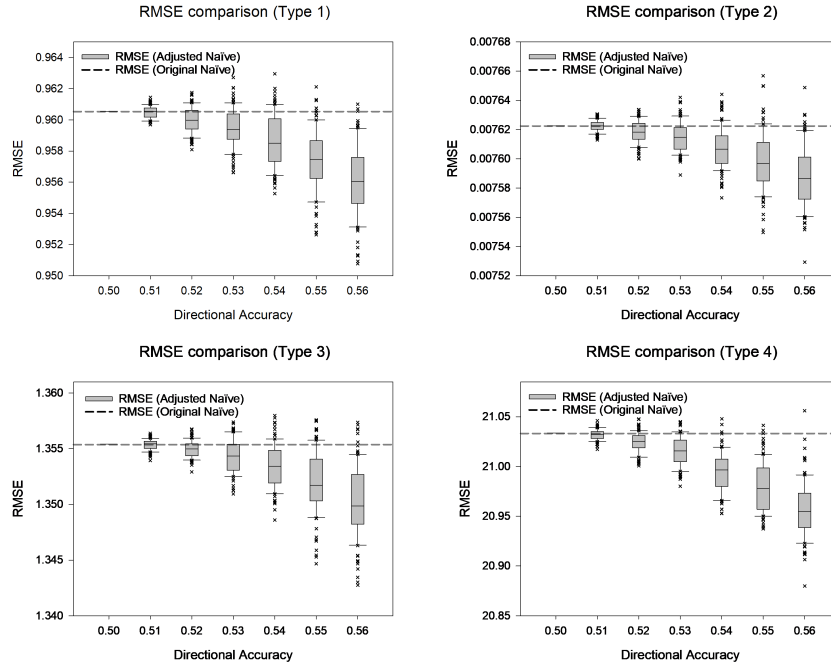 RMSE comparison (Type 1)
RMSE
0.964
0.962
0.960
0.958
0.956
0.954
0.952
0.950
RMSE (Adjusted Naïve)
RMSE (Original Naïve)
0.50 0.51 0.52 0.53 0.54 0.55 0.56
Directional Accuracy
RMSE comparison (Type 2)
RMSE
0.00768
0.00766
0.00764
0.00762
0.00760
0.00758
0.00756
0.00754
0.00752
RMSE (Adjusted Naïve)
RMSE (Original Naïve)
0.50 0.51 0.52 0.53 0.54 0.55 0.56
Directional Accuracy
RMSE comparison (Type 3)
RMSE
1.360
1.355
1.350
1.345
1.340
RMSE (Adjusted Naïve)
RMSE (Original Naïve)
0.50 0.51 0.52 0.53 0.54 0.55 0.56
Directional Accuracy
RMSE comparison (Type 4)
RMSE
21.05
21.00
20.95
20.90
20.85
RMSE (Adjusted Naïve)
RMSE (Original Naïve)
0.50 0.51 0.52 0.53 0.54 0.55 0.56
Directional Accuracy